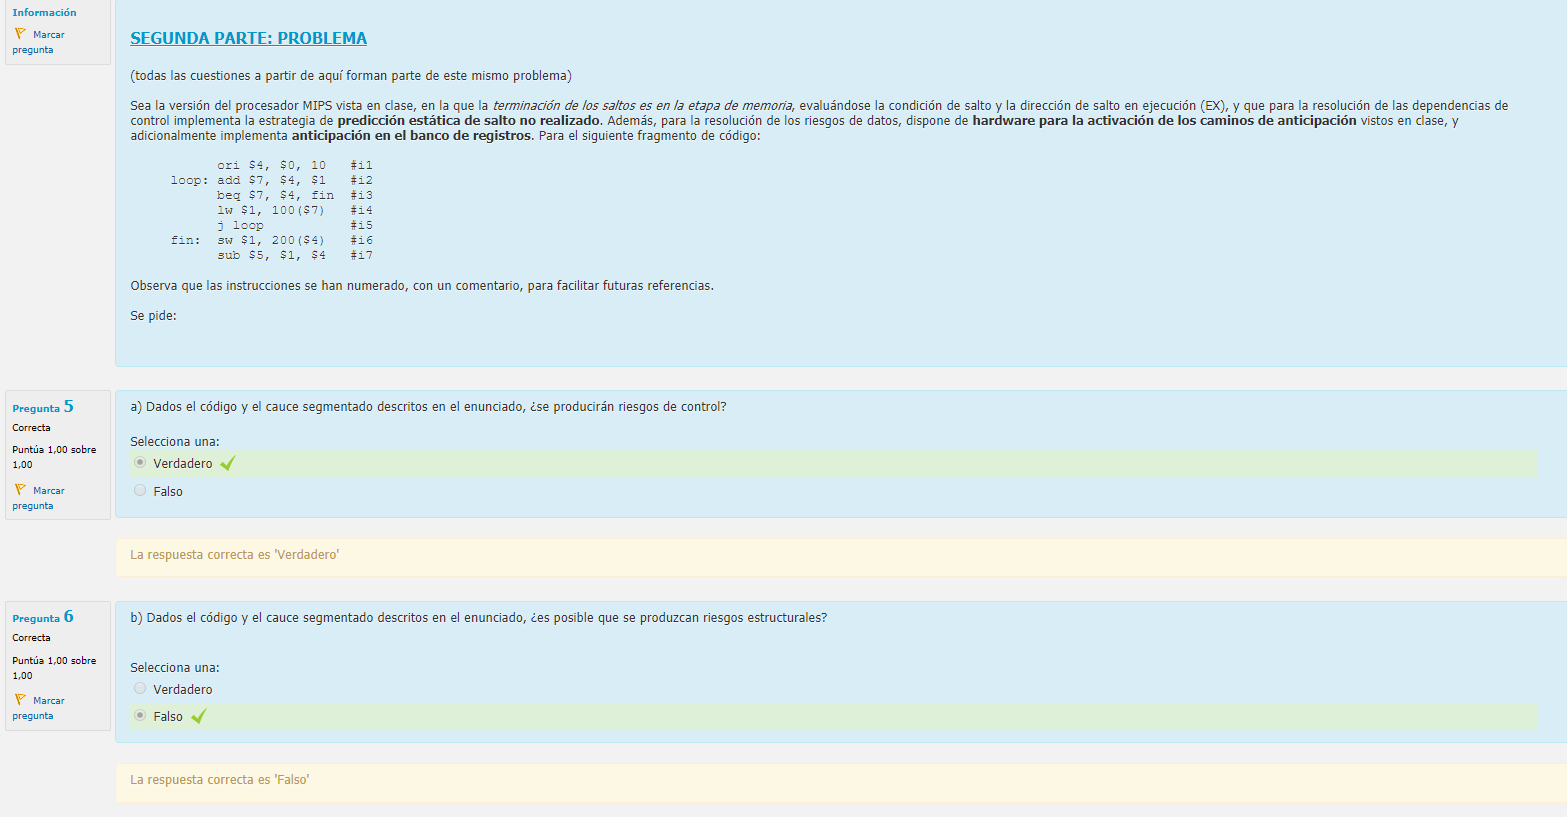 Información
Marcar
pregunta
SEGUNDA PARTE: PROBLEMA
(todas las cuestiones a partir de aquí forman parte de este mismo problema)
Sea la versión del procesador MIPS vista en clase, en la que la terminación de los saltos es en la etapa de memoria, evaluándose la condición de salto y la dirección de salto en ejecución (EX), y que para la resolución de las dependencias de
control implementa la estrategia de predicción estática de salto no realizado. Además, para la resolución de los riesgos de datos, dispone de hardware para la activación de los caminos de anticipación vistos en clase, y
adicionalmente implementa anticipación en el banco de registros. Para el siguiente fragmento de código:
ori $4, $0, 10 #i1
loop: add $7, $4, $1 #i2
beq $7, $4, fin #i3
lw $1, 100($7) #i4
j loop #i5
fin: sw $1, 200($4) #i6
sub $5, $1, $4 #i7
Observa que las instrucciones se han numerado, con un comentario, para facilitar futuras referencias.
Se pide:
Pregunta 5
Correcta
Puntúa 1,00 sobre
1,00
Marcar
pregunta
a) Dados el código y el cauce segmentado descritos en el enunciado, ¿se producirán riesgos de control?
Selecciona una:
Verdadero
Falso
La respuesta correcta es 'Verdadero'
Pregunta 6
Correcta
Puntúa 1,00 sobre
1,00
Marcar
pregunta
b) Dados el código y el cauce segmentado descritos en el enunciado, ¿es posible que se produzcan riesgos estructurales?
Selecciona una:
Verdadero
Falso
La respuesta correcta es 'Falso'